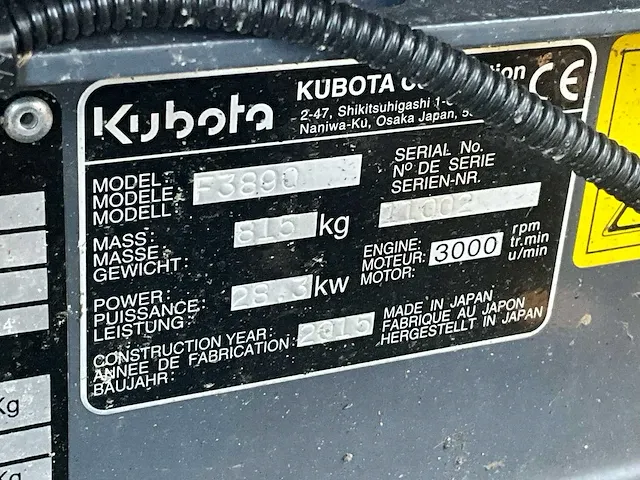 Kubota
KUBOTA
CE
2-47, Shikitsuhigashi
Naniwa-Ku, Osaka Japan,
MODEL:
MODELE:
MODELL:
F3890
SERIAL No.
Nº DE SERIE
SERIEN-NR.
11002
MASS:
MASSE:
GEWICHT:
815 kg
ENGINE:
MOTEUR:
MOTOR:
3000
rpm
tr.min
u/min
POWER:
PUISSANCE:
LEISTUNG:
28.3 kw
CONSTRUCTION YEAR:
ANNEE DE FABRICATION:
BAUJAHR:
2015
MADE IN JAPAN
FABRIQUE AU JAPON
HERGESTELLT IN JAPAN
4
Kg
Kg